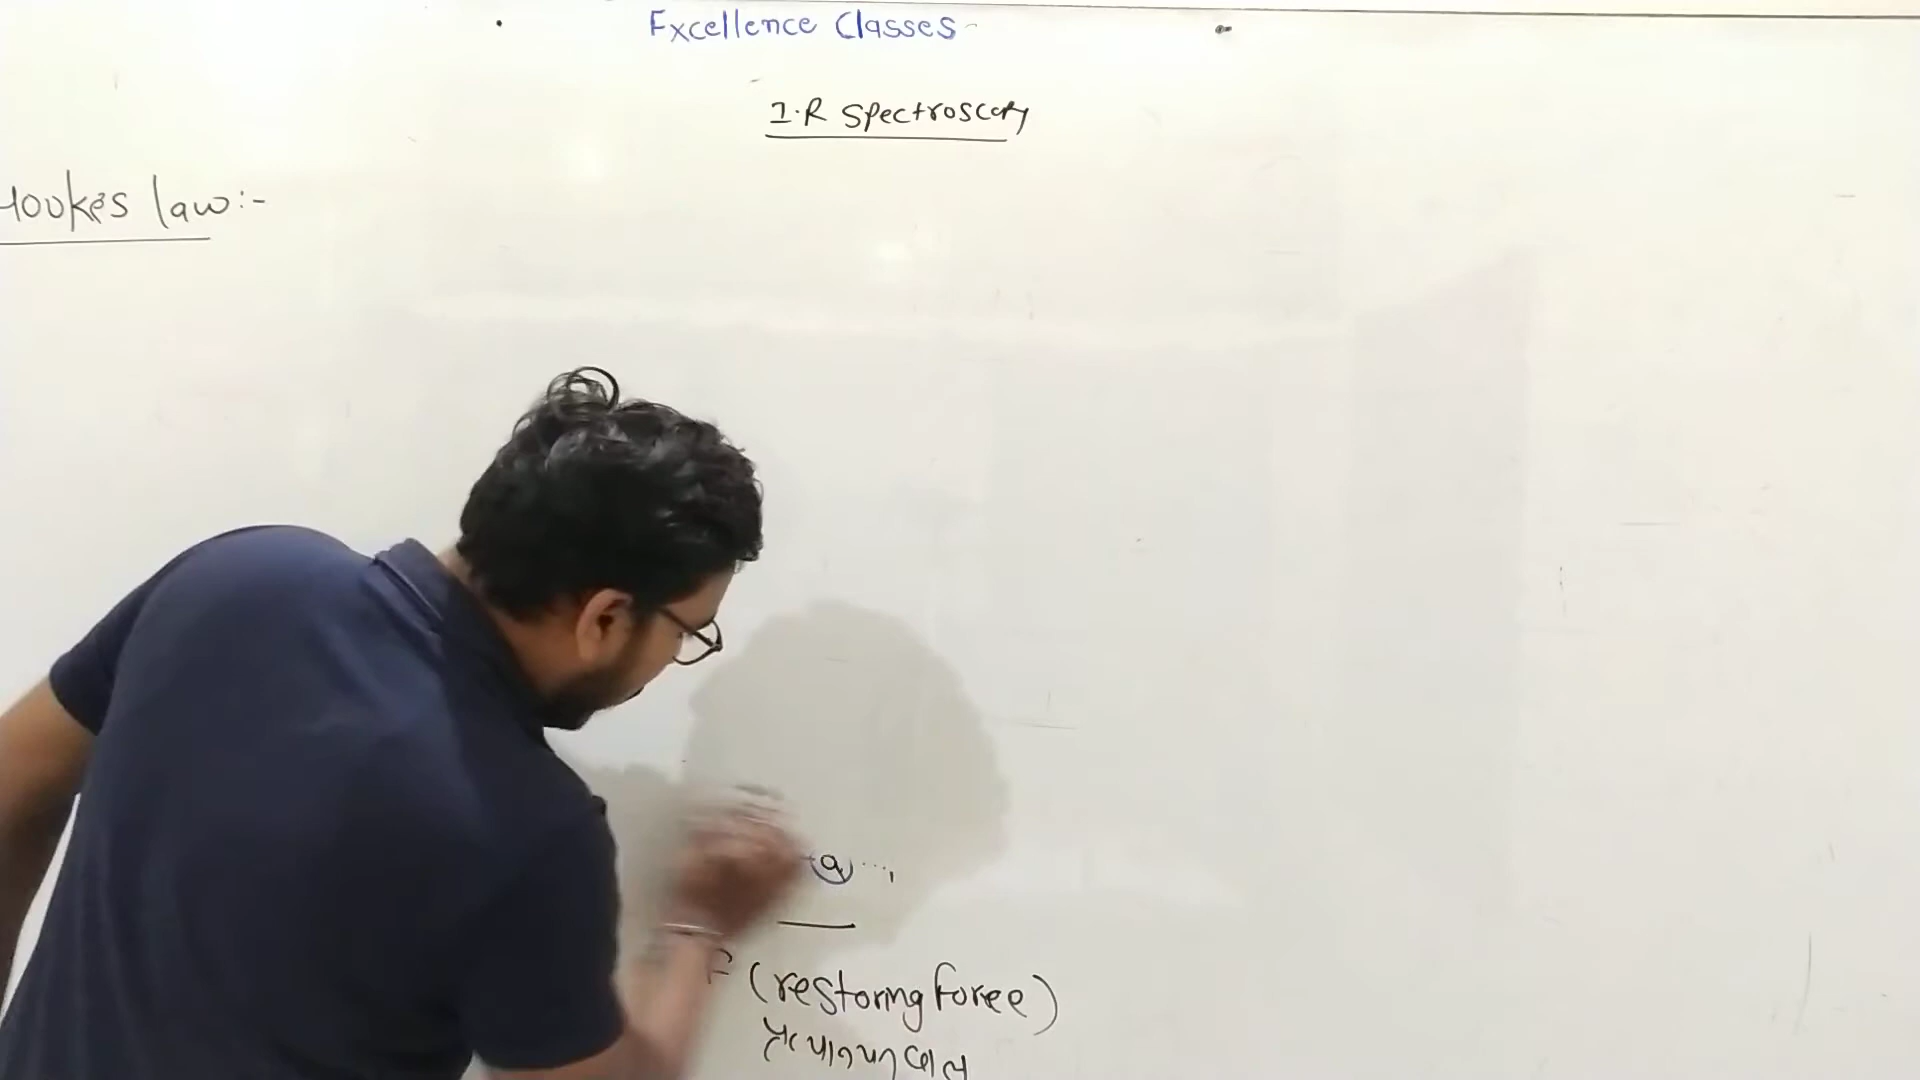 Excellence Classes
I.R Spectroscopy
Hookes law:-
a
F (restoring force)